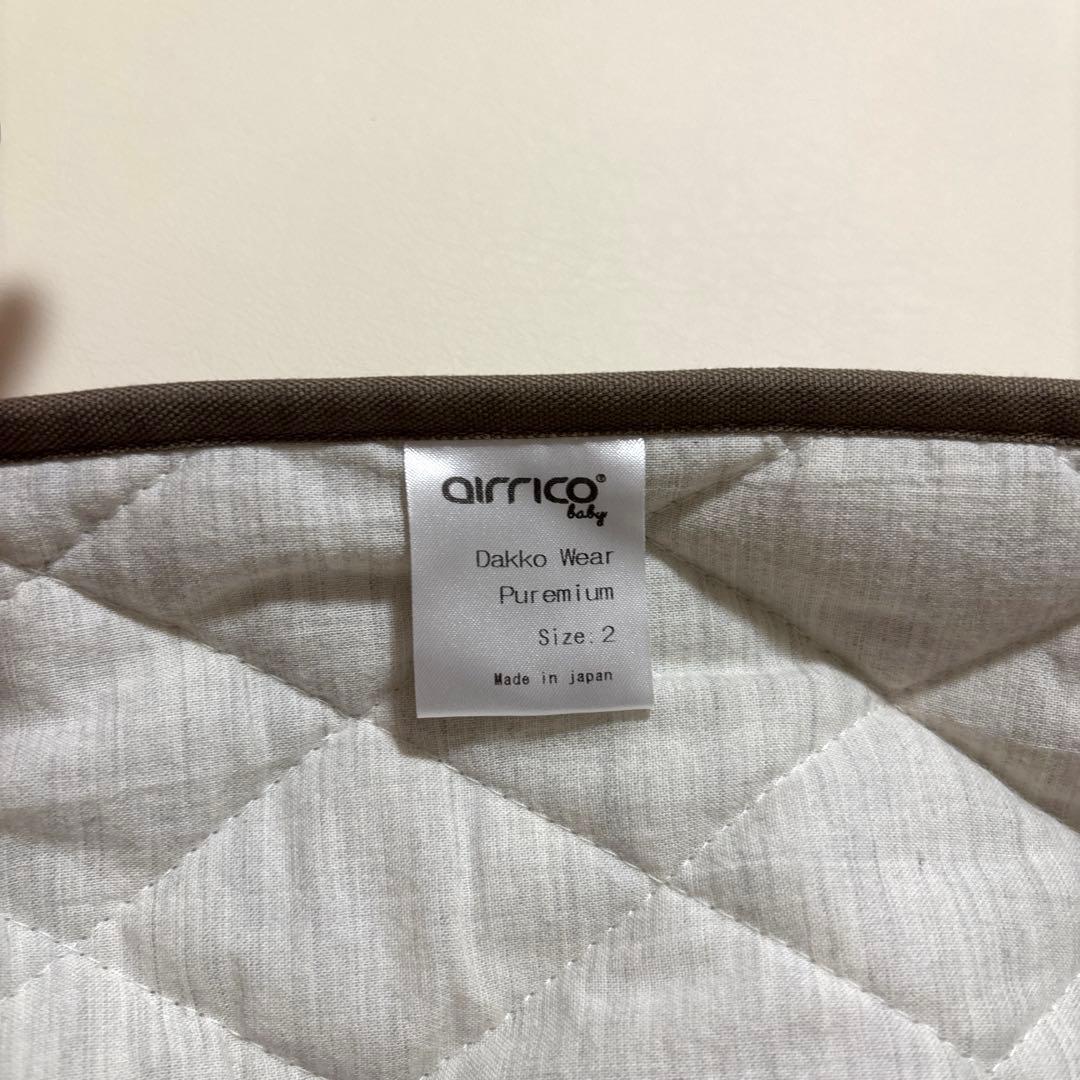 airrico®
baby
Dakko Wear
Puremium
Size:2
Made in japan